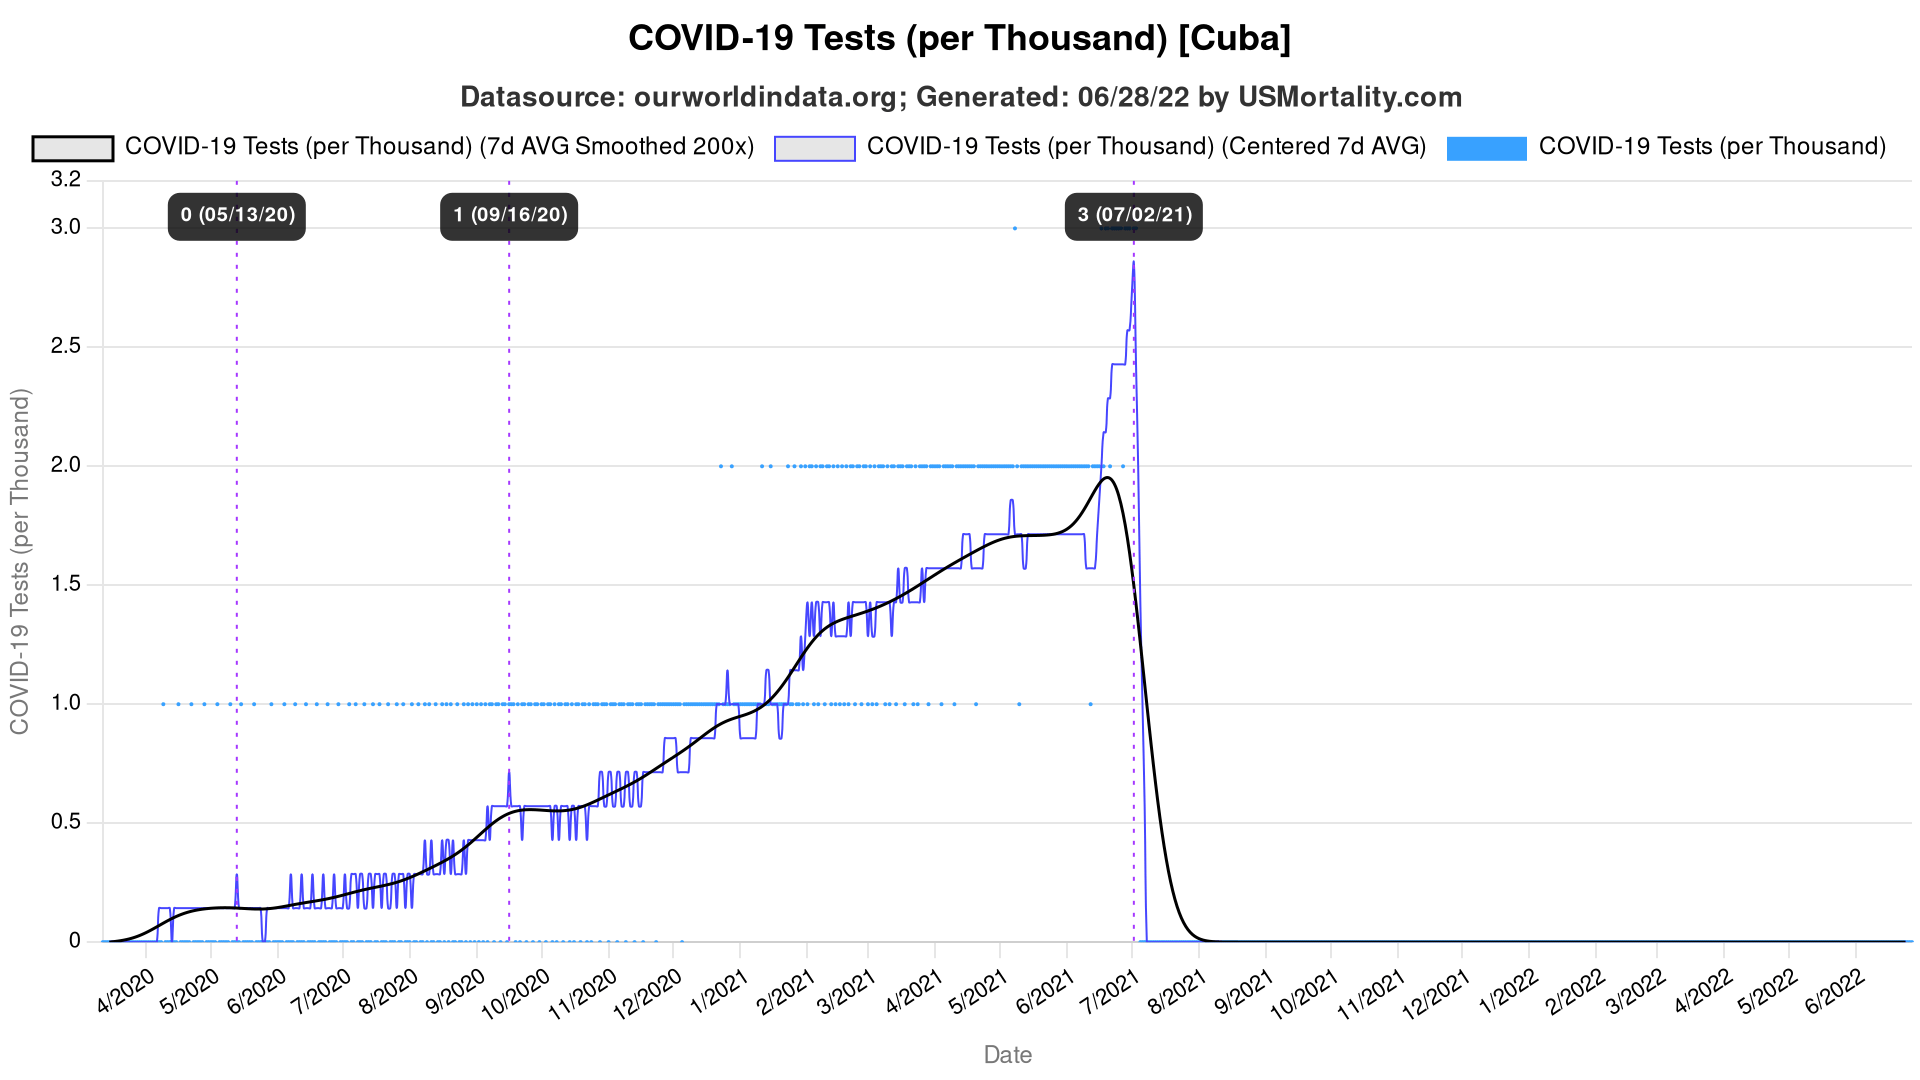 COVID-19 Tests (per Thousand) [Cuba]
Datasource: ourworldindata.org; Generated: 06/28/22 by USMortality.com
COVID-19 Tests (per Thousand) (7d AVG Smoothed 200x) COVID-19 Tests (per Thousand) (Centered 7d AVG) COVID-19 Tests (per Thousand)
3.2
0 (05/13/20) 1 (09/16/20) 3 (07/02/21)
3.0
2.5
2.0
1.5
1.0
0.5
0
COVID-19 Tests (per Thousand)
4/2020 5/2020 6/2020 7/2020 8/2020 9/2020 10/2020 11/2020 12/2020 1/2021 2/2021 3/2021 4/2021 5/2021 6/2021 7/2021 8/2021 9/2021 10/2021 11/2021 12/2021 1/2022 2/2022 3/2022 4/2022 5/2022 6/2022
Date